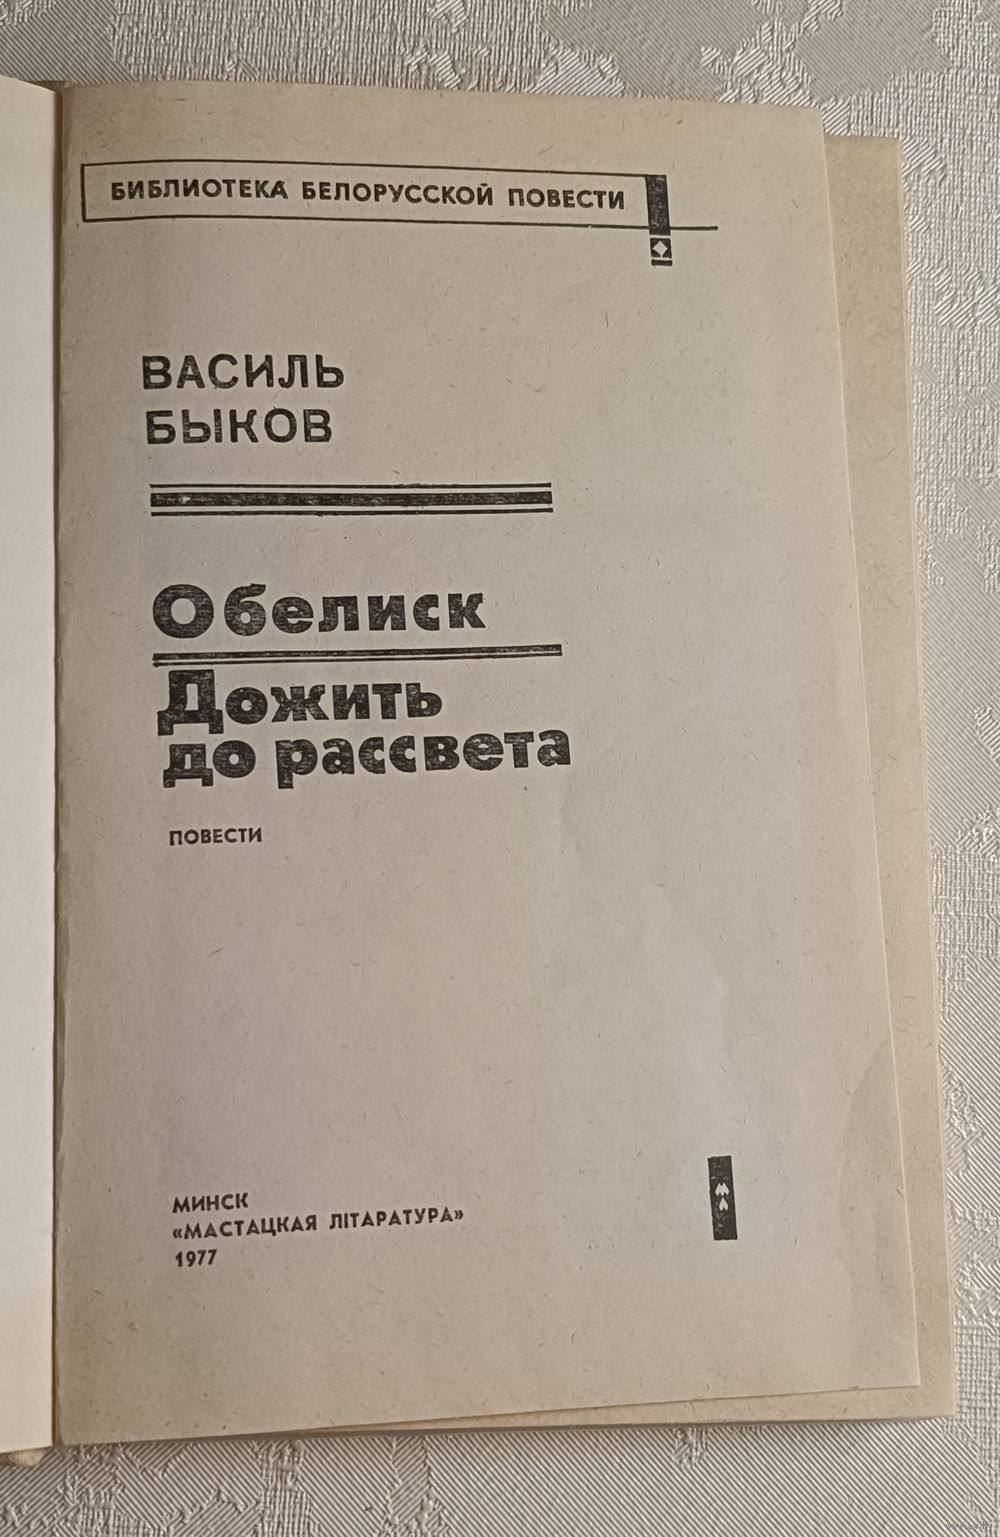 БИБЛИОТЕКА БЕЛОРУССКОЙ ПОВЕСТИ
ВАСИЛЬ
БЫКОВ
Обелиск
Дожить
до рассвета
ПОВЕСТИ
МИНСК
«МАСТАЦКАЯ ЛІТАРАТУРА»
1977